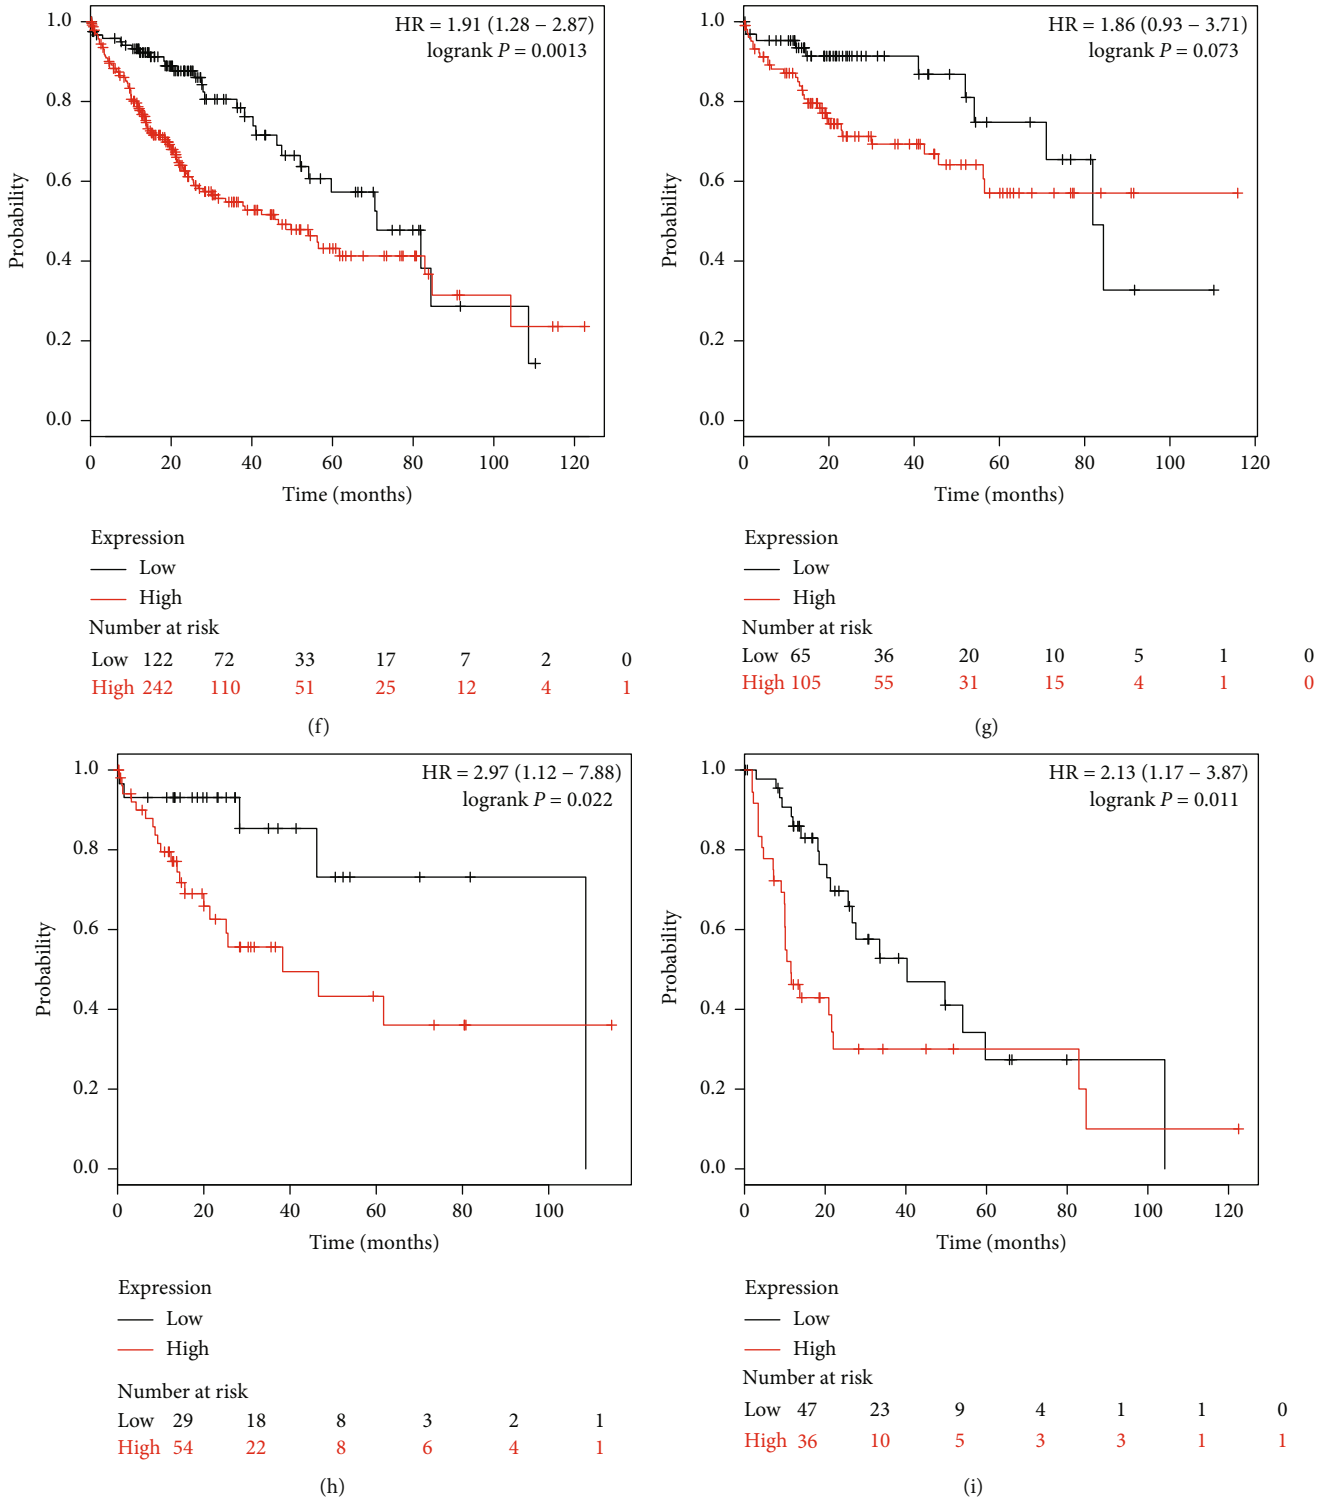 HR = 1.91 (1.28 – 2.87)
logrank P = 0.0013
1.0
0.8
0.6
0.4
0.2
0.0
Probability
0 20 40 60 80 100 120
Time (months)
Expression
Low
High
Number at risk
Low 122 72 33 17 7 2 0
High 242 110 51 25 12 4 1
(f)
HR = 1.86 (0.93 – 3.71)
logrank P = 0.073
1.0
0.8
0.6
0.4
0.2
0.0
Probability
0 20 40 60 80 100 120
Time (months)
Expression
Low
High
Number at risk
Low 65 36 20 10 5 1 0
High 105 55 31 15 4 1 0
(g)
HR = 2.97 (1.12 – 7.88)
logrank P = 0.022
1.0
0.8
0.6
0.4
0.2
0.0
Probability
0 20 40 60 80 100
Time (months)
Expression
Low
High
Number at risk
Low 29 18 8 3 2 1
High 54 22 8 6 4 1
(h)
HR = 2.13 (1.17 – 3.87)
logrank P = 0.011
1.0
0.8
0.6
0.4
0.2
0.0
Probability
0 20 40 60 80 100 120
Time (months)
Expression
Low
High
Number at risk
Low 47 23 9 4 1 1 0
High 36 10 5 3 3 1 1
(i)